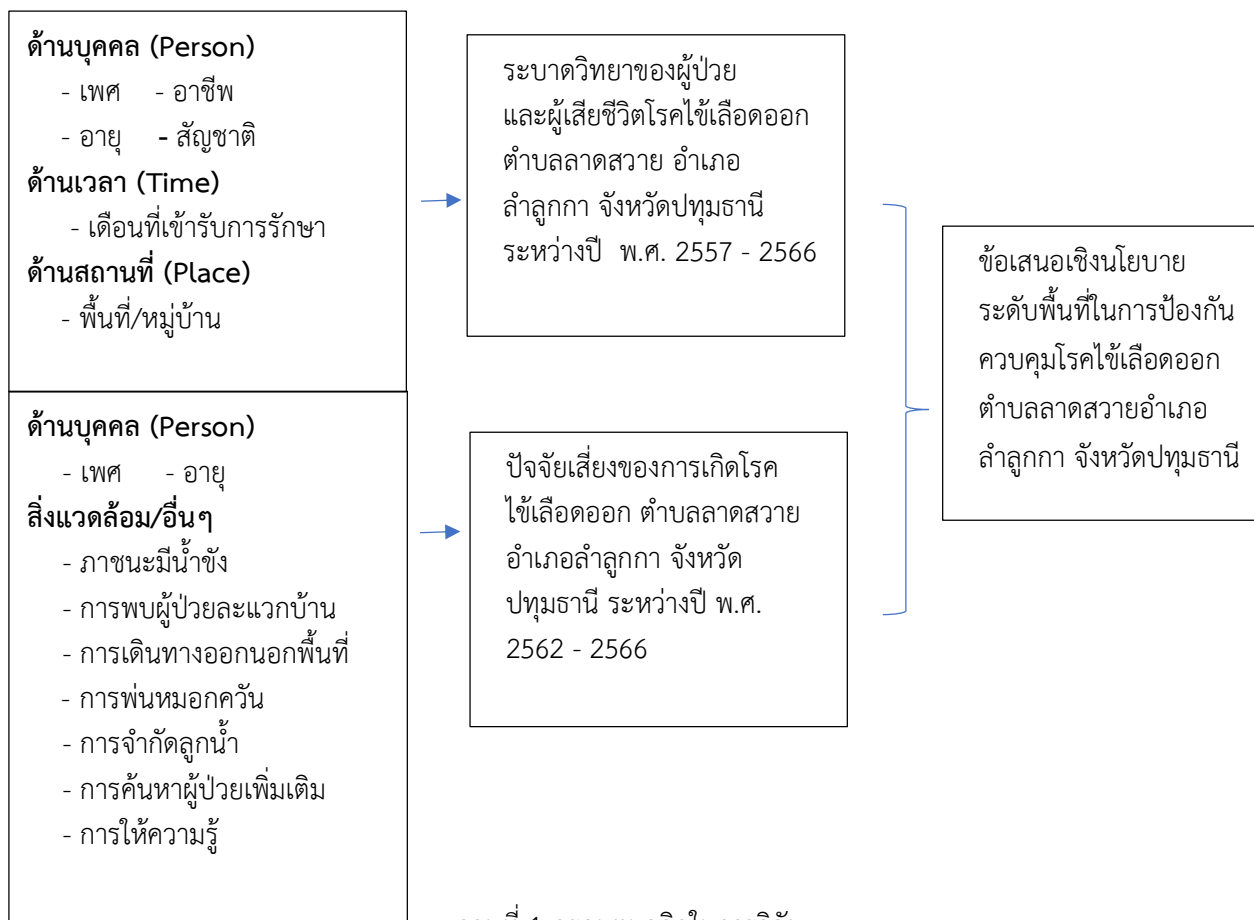 ด้านบุคคล (Person)
- เพศ - อาชีพ
- อายุ - สัญชาติ
ด้านเวลา (Time)
- เดือนที่เข้ารับการรักษา
ด้านสถานที่ (Place)
- พื้นที่/หมู่บ้าน
ระบาดวิทยาของผู้ป่วย
และผู้เสียชีวิตโรคไข้เลือดออก
ตำบลลาดสวาย อำเภอ
ลำลูกกา จังหวัดปทุมธานี
ระหว่างปี พ.ศ. 2557 - 2566
ด้านบุคคล (Person)
- เพศ - อายุ
สิ่งแวดล้อม/อื่นๆ
- ภาชนะมีน้ำขัง
- การพบผู้ป่วยละแวกบ้าน
- การเดินทางออกนอกพื้นที่
- การพ่นหมอกควัน
- การจำกัดลูกน้ำ
- การค้นหาผู้ป่วยเพิ่มเติม
- การให้ความรู้
ปัจจัยเสี่ยงของการเกิดโรค
ไข้เลือดออก ตำบลลาดสวาย
อำเภอลำลูกกา จังหวัด
ปทุมธานี ระหว่างปี พ.ศ.
2562 - 2566
ข้อเสนอเชิงนโยบาย
ระดับพื้นที่ในการป้องกัน
ควบคุมโรคไข้เลือดออก
ตำบลลาดสวายอำเภอ
ลำลูกกา จังหวัดปทุมธานี